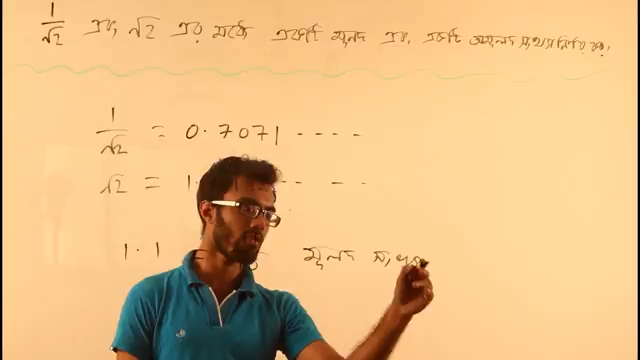 1/√2 এবং √2 এর মধ্যে একটি মূলদ এবং একটি অমূলদ সংখ্যা নির্ণয় কর।
1/√2 = 0.7071 ----
√2 = 1. -- --
1.1 মূলদ সংখ্যা